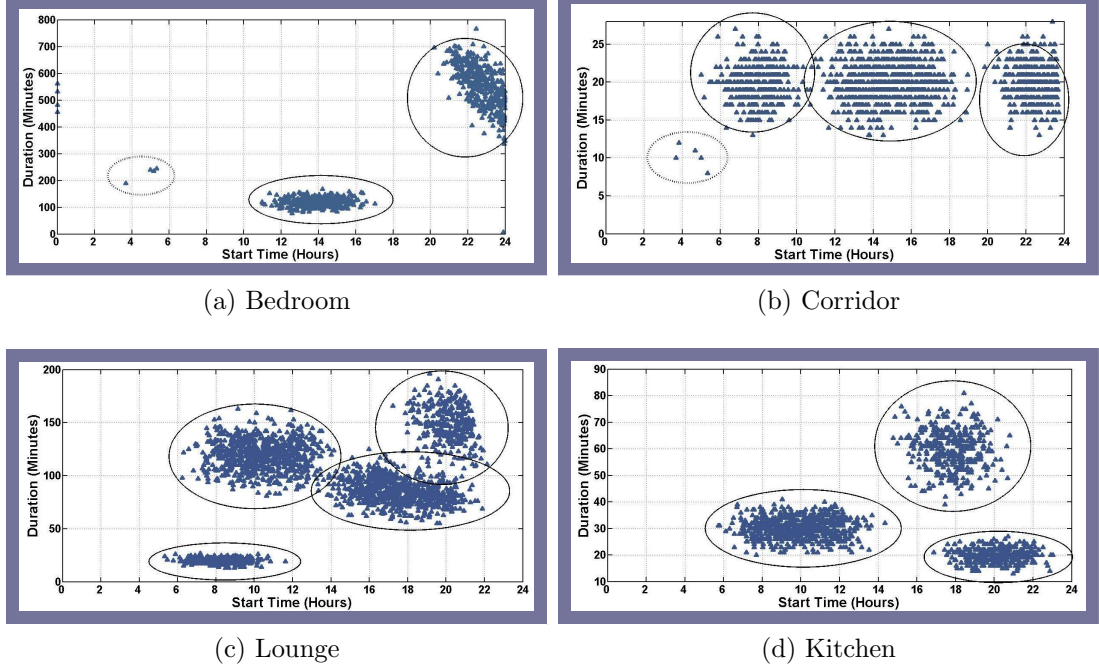 800
700
600
500
400
300
200
100
0
Duration (Minutes)
0 2 4 6 8 10 12 14 16 18 20 22 24
Start Time (Hours)
(a) Bedroom
25
20
15
10
5
0
Duration (Minutes)
0 2 4 6 8 10 12 14 16 18 20 22 24
Start Time (Hours)
(b) Corridor
200
150
100
50
0
Duration (Minutes)
0 2 4 6 8 10 12 14 16 18 20 22 24
Start Time (Hours)
(c) Lounge
90
80
70
60
50
40
30
20
10
Duration (Minutes)
0 2 4 6 8 10 12 14 16 18 20 22 24
Start Time (Hours)
(d) Kitchen